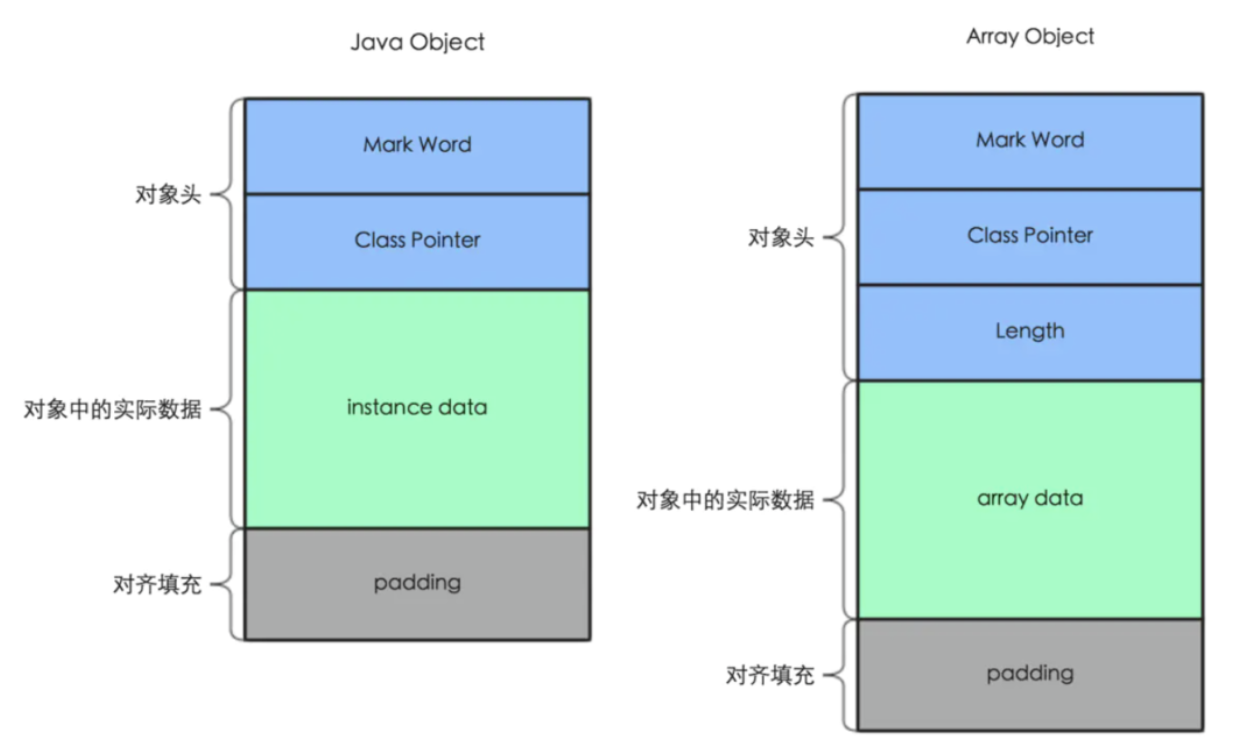 Java Object
Mark Word
对象头
Class Pointer
instance data
对象中的实际数据
padding
对齐填充
Array Object
Mark Word
对象头
Class Pointer
Length
array data
对象中的实际数据
padding
对齐填充